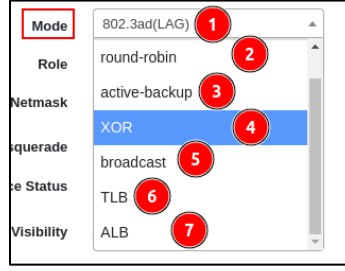 Mode 802.3ad(LAG) 1
Role round-robin 2
Netmask active-backup 3
XOR 4
squerade broadcast 5
ce Status TLB 6
Visibility ALB 7